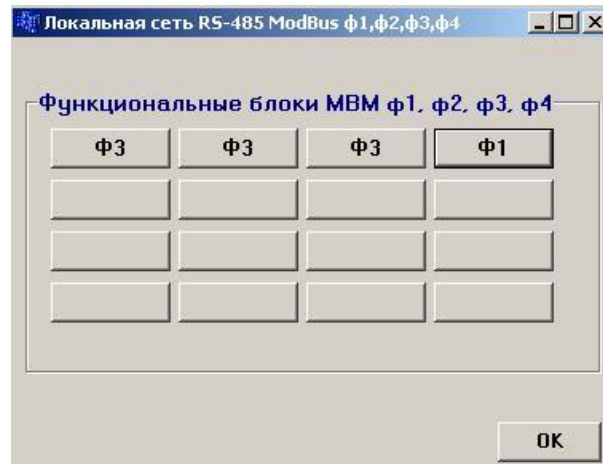 Локальная сеть RS-485 ModBus ф1,ф2,ф3,ф4
Функциональные блоки МВМ ф1, ф2, ф3, ф4
Ф3 Ф3 Ф3 Ф1
OK